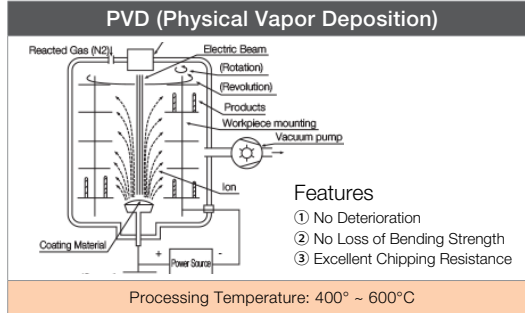 PVD (Physical Vapor Deposition)
Reacted Gas (N2)
Electric Beam
(Rotation)
(Revolution)
Products
Workpiece mounting
Vacuum pump
Ion
Coating Material
+
-
Power Source
Features
① No Deterioration
② No Loss of Bending Strength
③ Excellent Chipping Resistance
Processing Temperature: 400° ~ 600°C